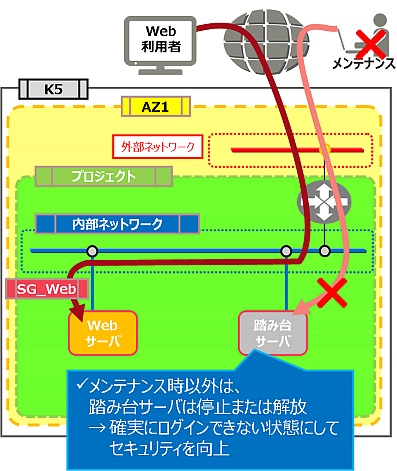 Web
利用者
メンテナンス
K5
AZ1
外部ネットワーク
プロジェクト
内部ネットワーク
SG_Web
Web
サーバ
踏み台
サーバ
✓メンテナンス時以外は、
踏み台サーバは停止または解放
→ 確実にログインできない状態にして
セキュリティを向上